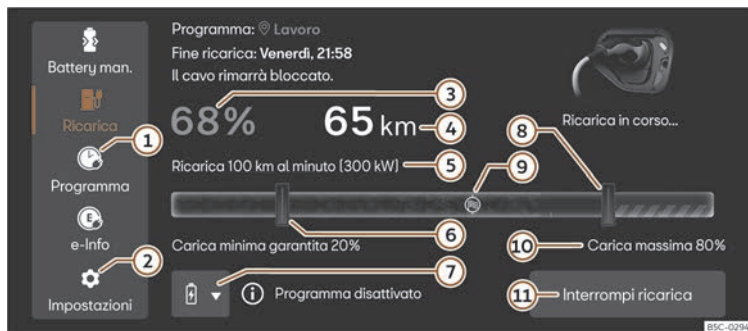 Battery man.
Ricarica
1
Programma
E
e-Info
2
Impostazioni
Programma: Lavoro
Fine ricarica: Venerdì, 21:58
Il cavo rimarrà bloccato.
3
68%
65 km
4
Ricarica in corso...
Ricarica 100 km al minuto (300 kW)
5
8
9
Carica minima garantita 20%
6
10
Carica massima 80%
7
Programma disattivato
11
Interrompi ricarica
BSC-0294